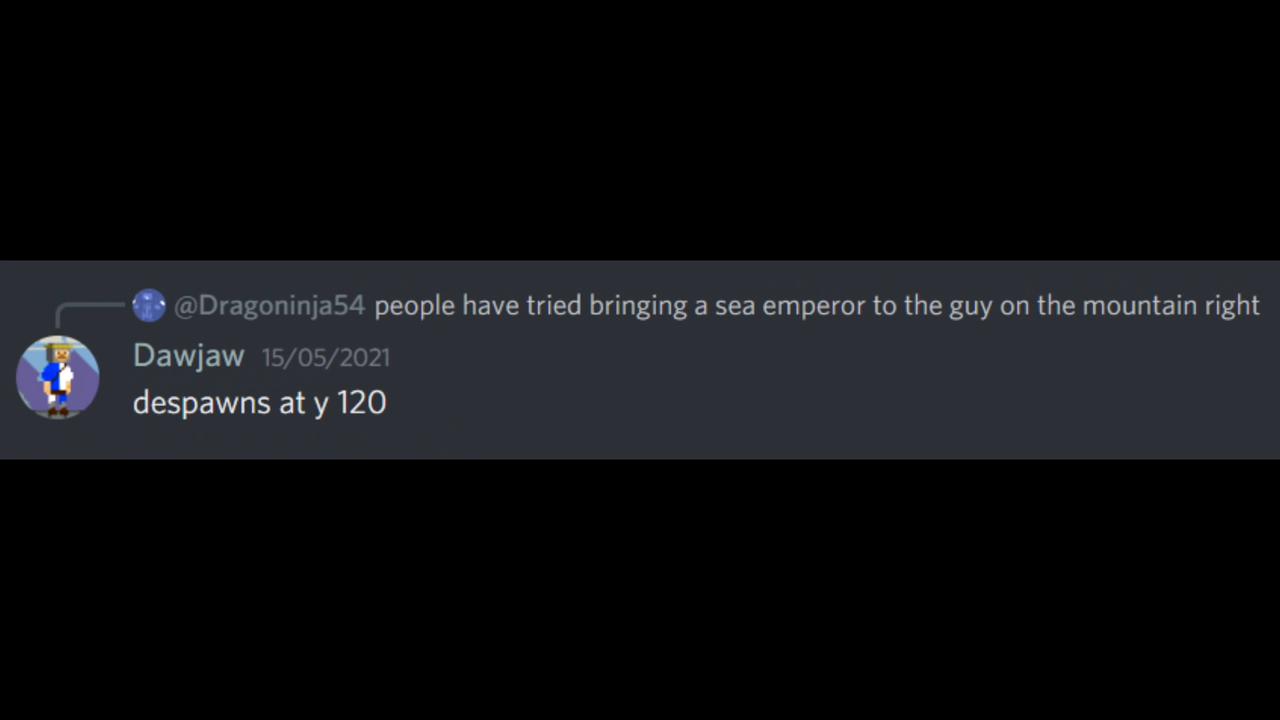 @Dragoninja54 people have tried bringing a sea emperor to the guy on the mountain right
Dawjaw 15/05/2021
despawns at y 120